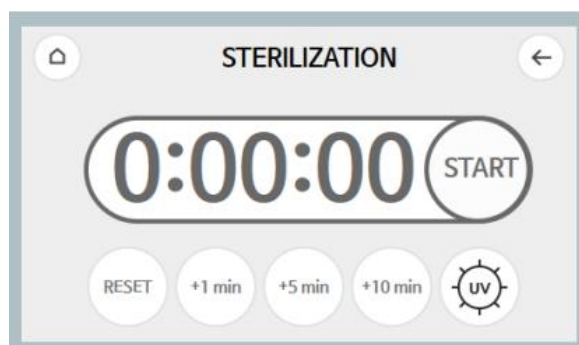 STERILIZATION
0:00:00 START
RESET +1 min +5 min +10 min UV